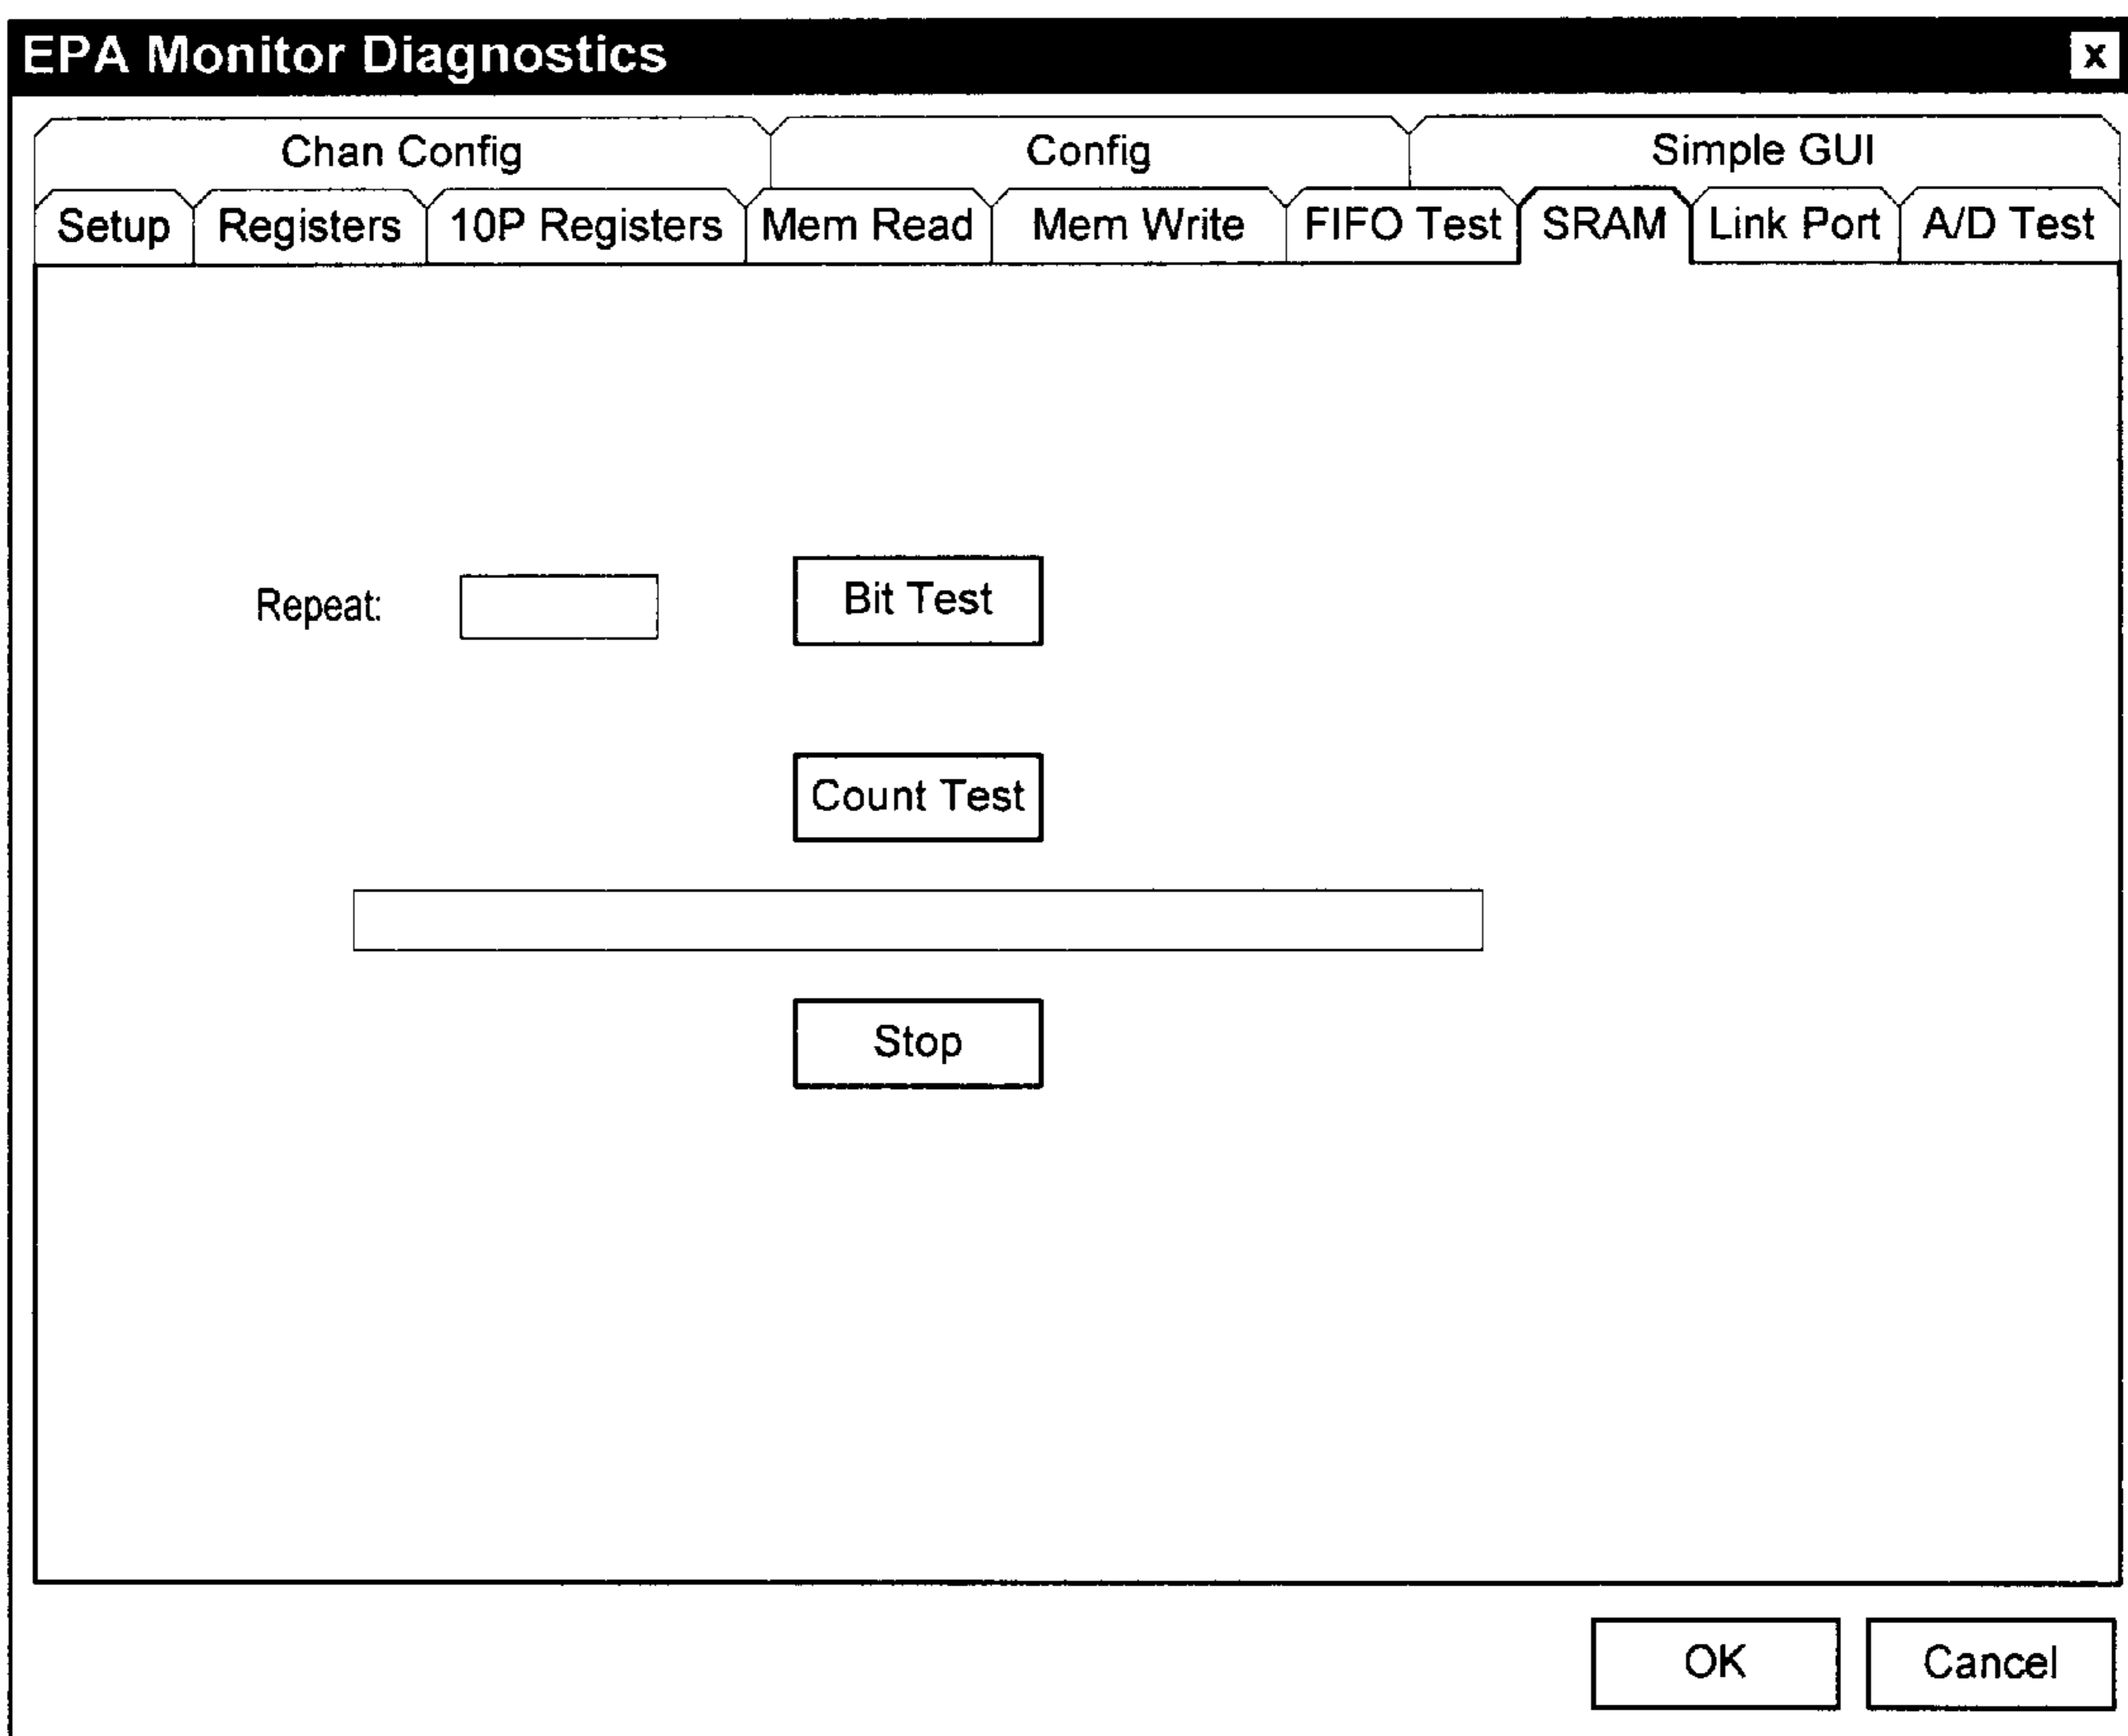 EPA Monitor Diagnostics x
Chan Config Config Simple GUI
Setup Registers 10P Registers Mem Read Mem Write FIFO Test SRAM Link Port A/D Test
Repeat: Bit Test
Count Test
Stop
OK Cancel